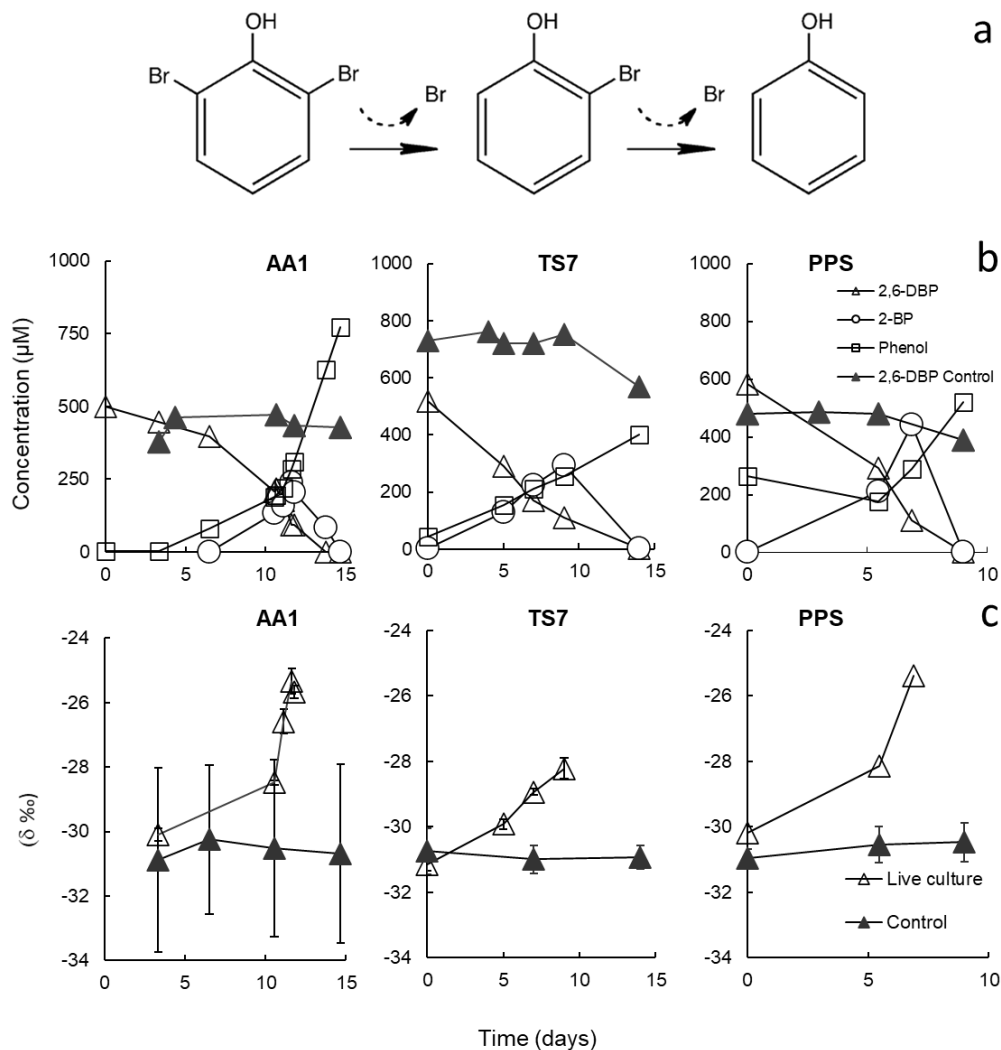 a
OH
OH
OH
Br
Br
Br
Br
Br
b
AA1
TS7
PPS
Concentration (µM)
1000
750
500
250
0
0
5
10
15
1000
800
600
400
200
0
0
5
10
15
1000
800
600
400
200
0
0
5
10
2,6-DBP
2-BP
Phenol
2,6-DBP Control
c
AA1
TS7
PPS
(δ ‰)
-24
-26
-28
-30
-32
-34
0
5
10
15
-24
-26
-28
-30
-32
-34
0
5
10
15
-24
-26
-28
-30
-32
-34
0
5
10
Live culture
Control
Time (days)